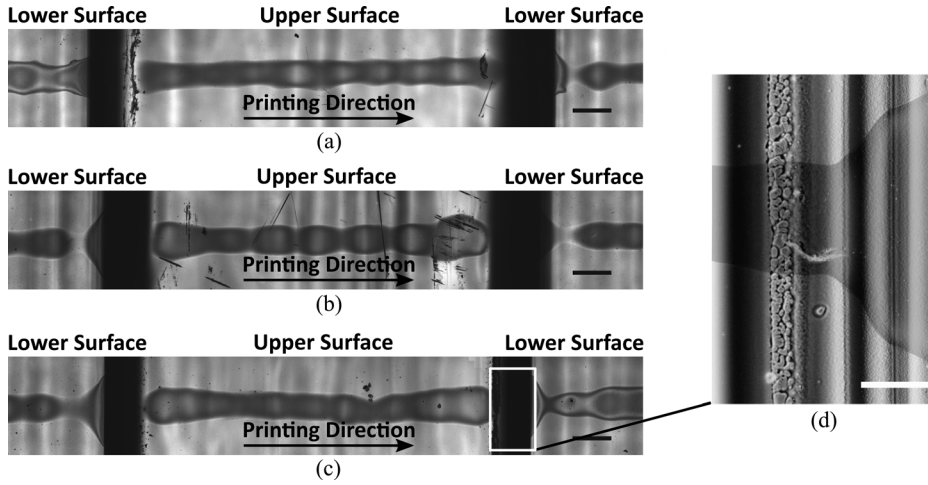 Lower Surface Upper Surface Lower Surface
Printing Direction
(a)
Lower Surface Upper Surface Lower Surface
Printing Direction
(b)
Lower Surface Upper Surface Lower Surface
Printing Direction
(c)
(d)